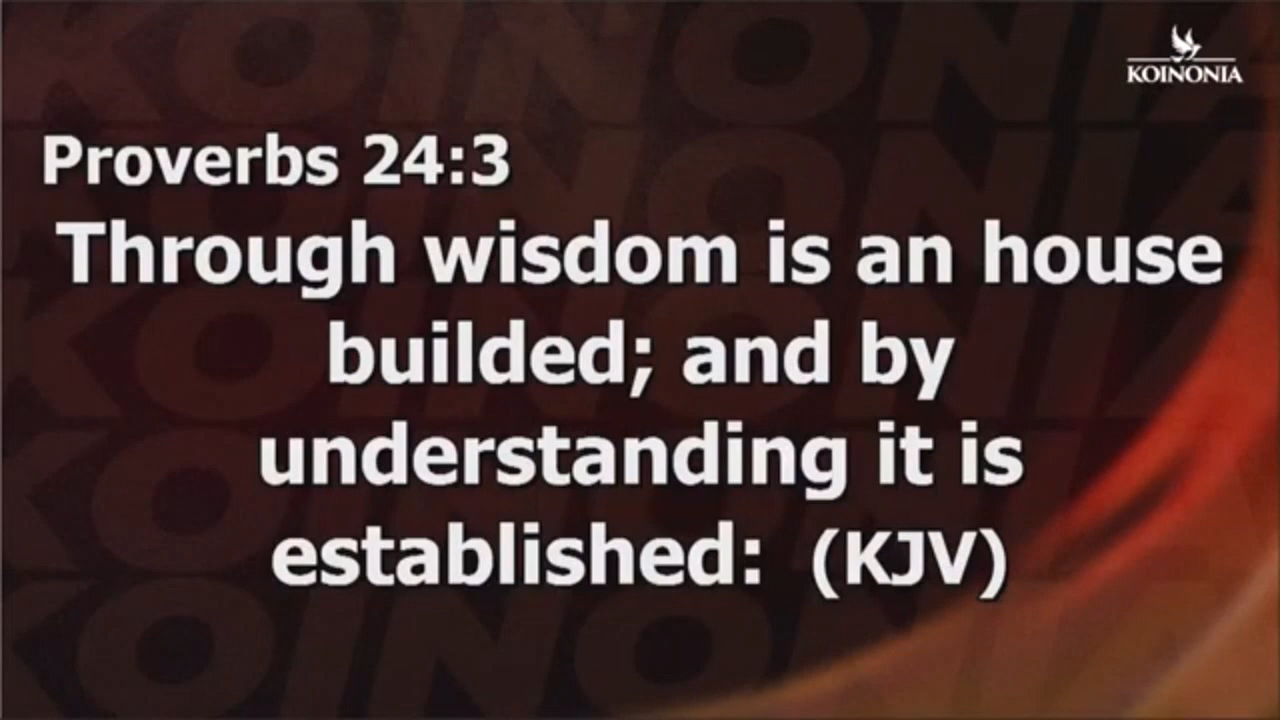 KOINONIA
Proverbs 24:3
Through wisdom is an house
builded; and by
understanding it is
established: (KJV)